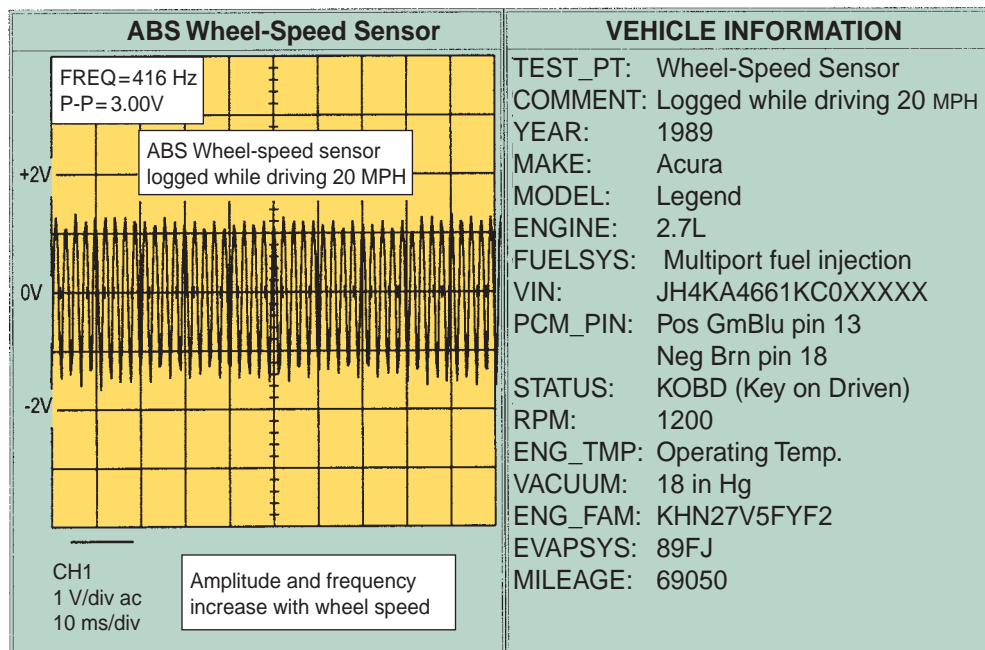 ABS Wheel-Speed Sensor
FREQ=416 Hz
P-P=3.00V
ABS Wheel-speed sensor
logged while driving 20 MPH
+2V
0V
-2V
CH1
1 V/div ac
10 ms/div
Amplitude and frequency
increase with wheel speed
VEHICLE INFORMATION
TEST_PT: Wheel-Speed Sensor
COMMENT: Logged while driving 20 MPH
YEAR: 1989
MAKE: Acura
MODEL: Legend
ENGINE: 2.7L
FUELSYS: Multiport fuel injection
VIN: JH4KA4661KC0XXXXX
PCM_PIN: Pos GmBlu pin 13
Neg Brn pin 18
STATUS: KOBD (Key on Driven)
RPM: 1200
ENG_TMP: Operating Temp.
VACUUM: 18 in Hg
ENG_FAM: KHN27V5FYF2
EVAPSYS: 89FJ
MILEAGE: 69050